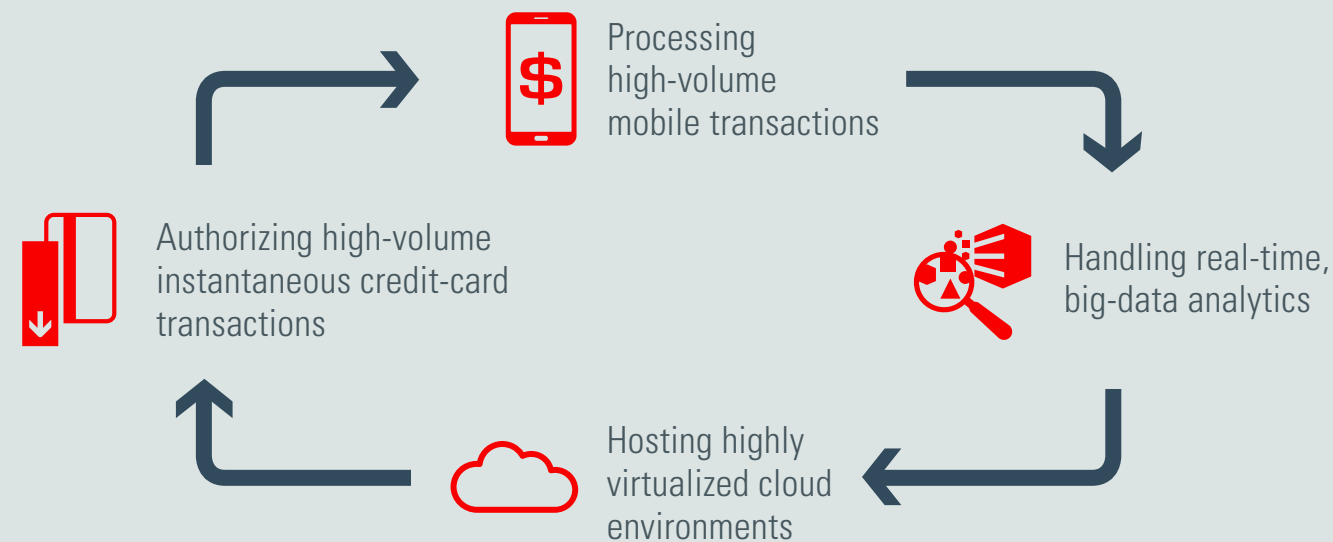 $
Processing
high-volume
mobile transactions
Authorizing high-volume
instantaneous credit-card
transactions
Handling real-time,
big-data analytics
Hosting highly
virtualized cloud
environments